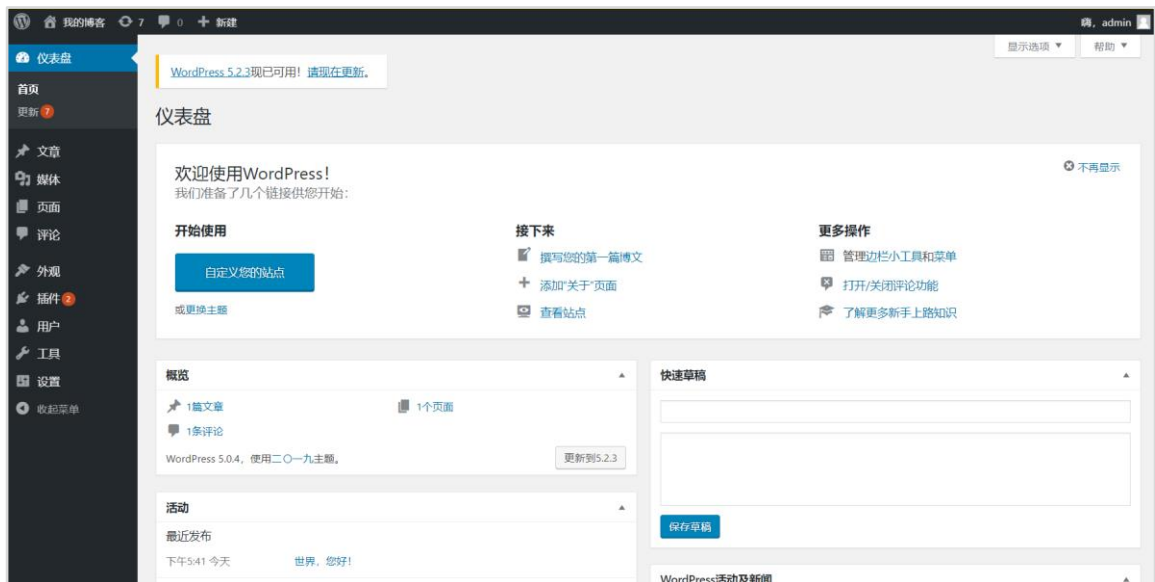 我的博客 7 0 新建 嗨，admin
显示选项 ▼ 帮助 ▼
仪表盘
首页
更新 7
文章
媒体
页面
评论
外观
插件 2
用户
工具
设置
收起菜单
WordPress 5.2.3现已可用！请现在更新。
仪表盘
欢迎使用WordPress！
不再显示
我们准备了几个链接供您开始：
开始使用
自定义您的站点
或更换主题
接下来
撰写您的第一篇博文
添加“关于”页面
查看站点
更多操作
管理边栏小工具和菜单
打开/关闭评论功能
了解更多新手上路知识
概览
1篇文章 1个页面
1条评论
WordPress 5.0.4，使用二〇一九主题。 更新到5.2.3
活动
最近发布
下午5:41 今天 世界，您好！
快速草稿
保存草稿
WordPress活动及新闻